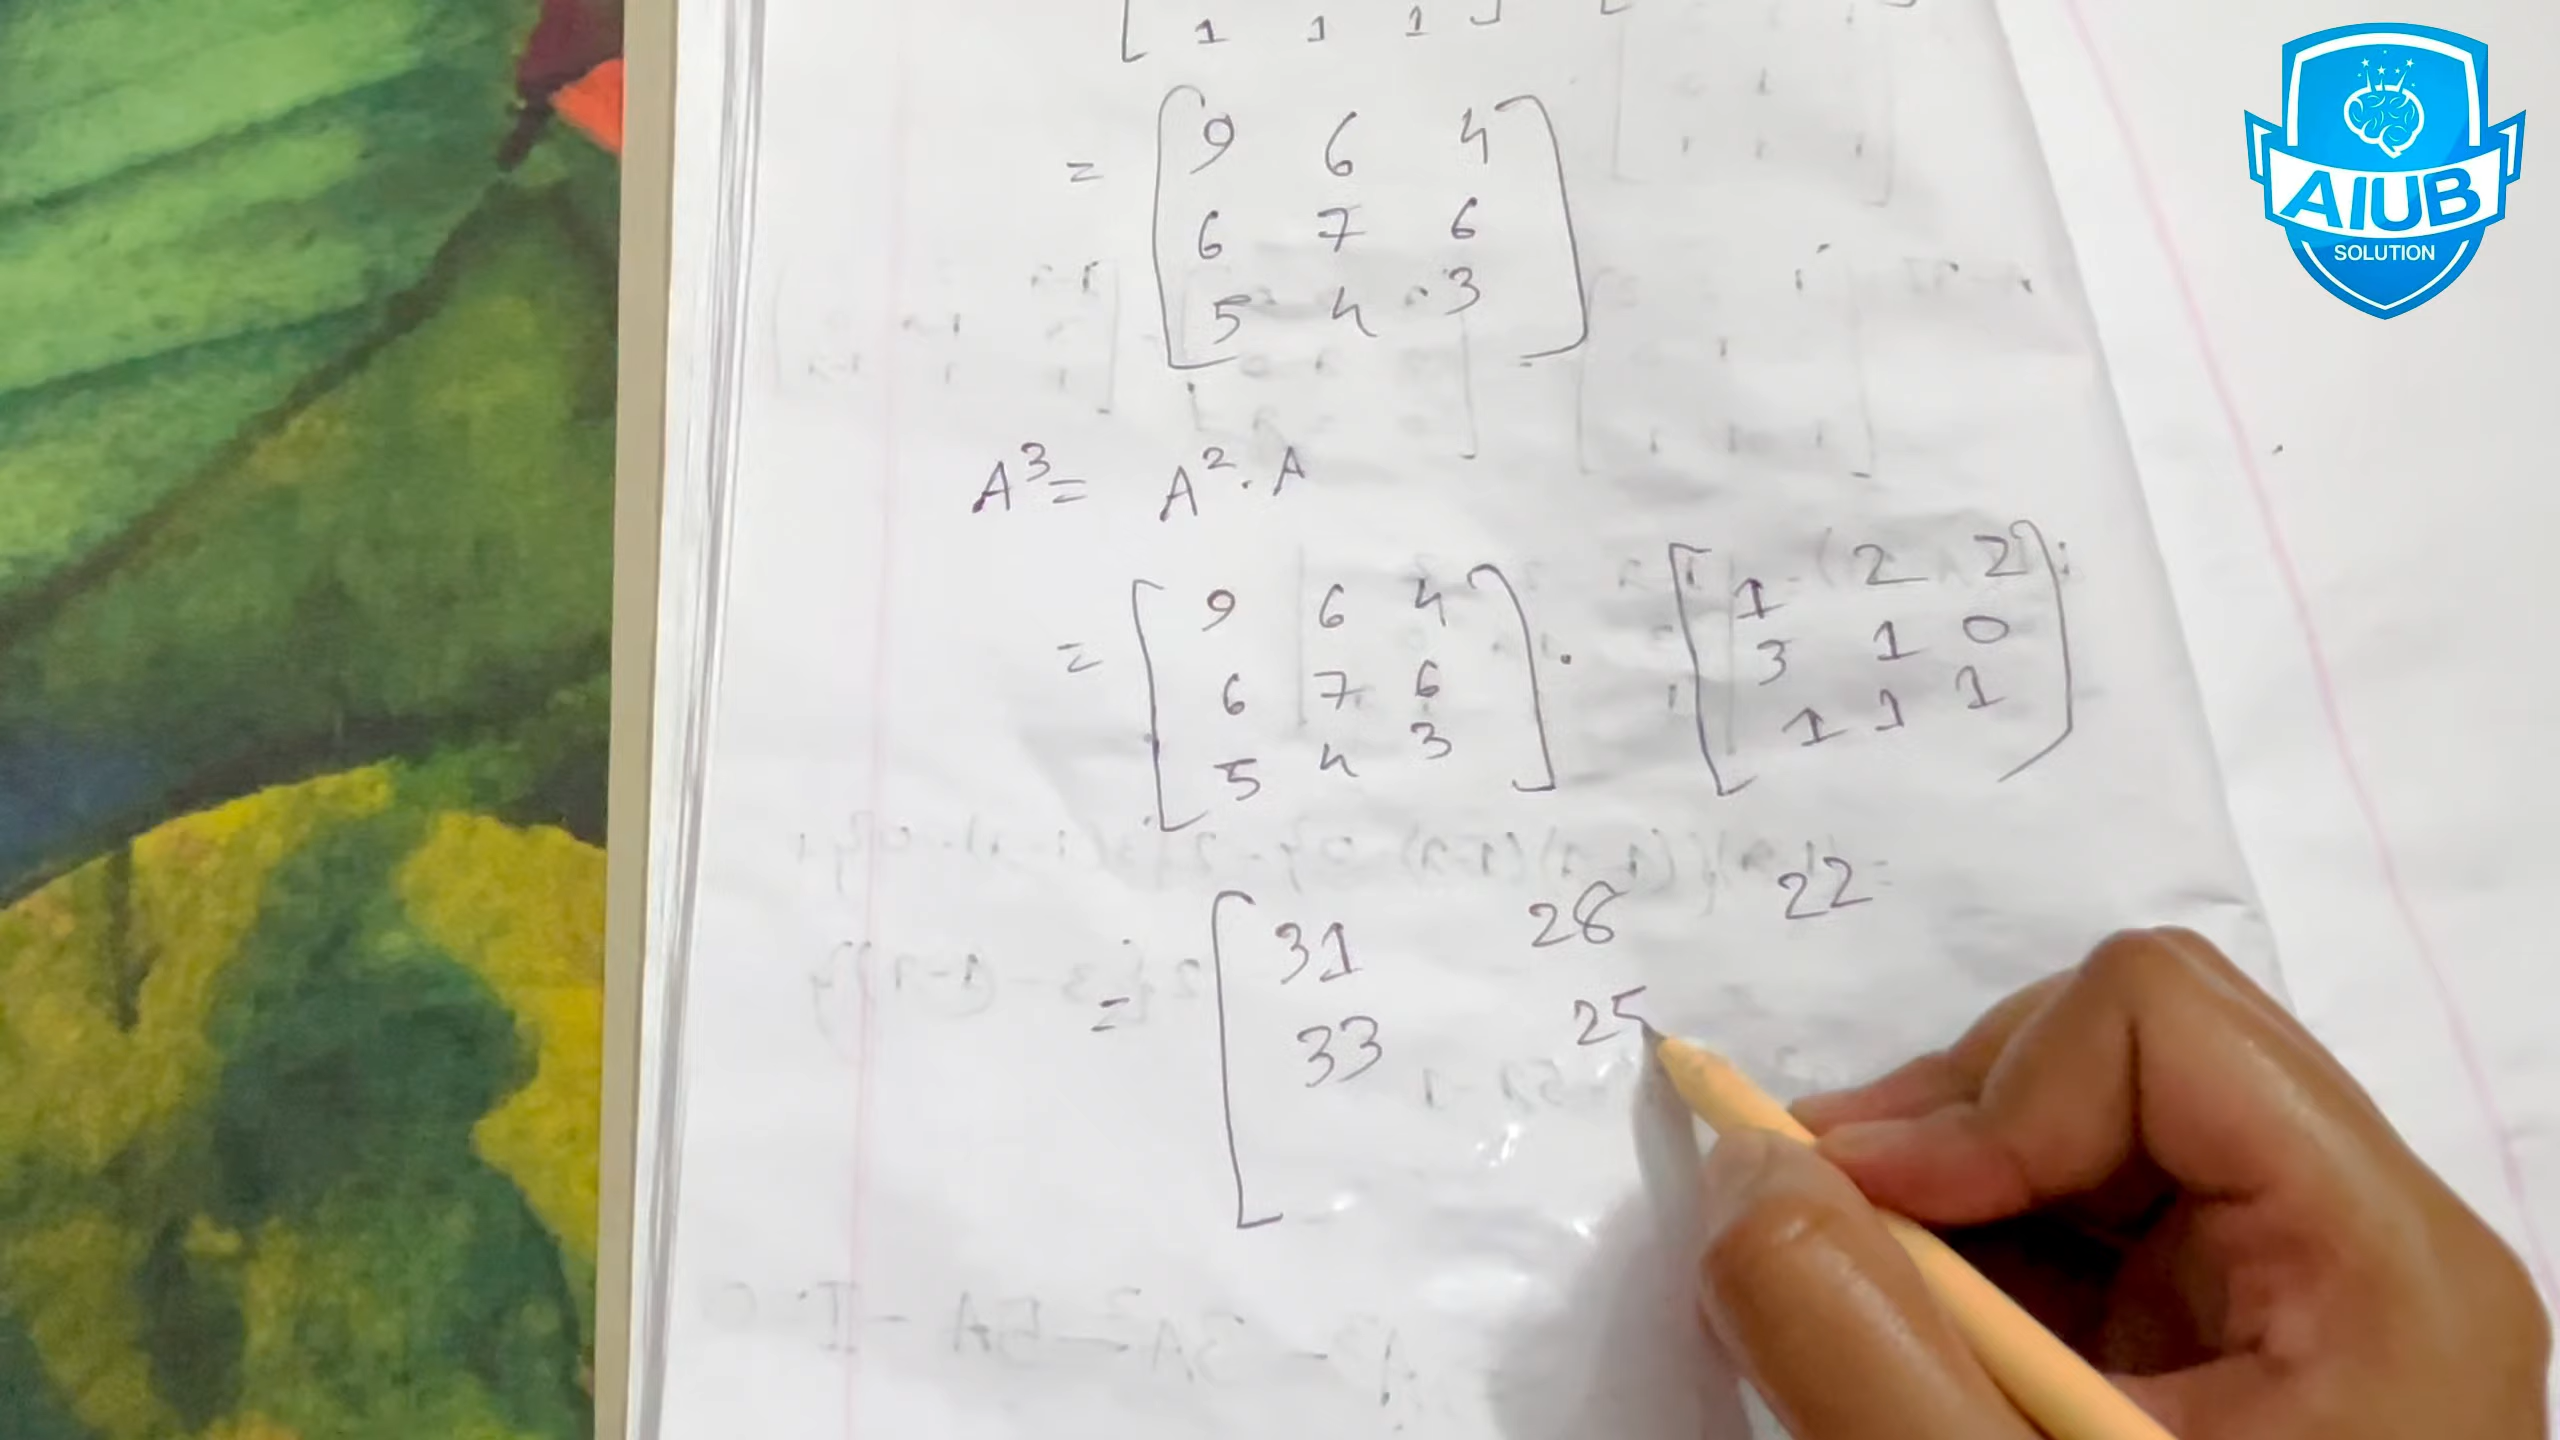 1 1 1
= [ 9 6 4
6 7 6
5 4 3 ]
A³ = A² . A
= [ 9 6 4
6 7 6
5 4 3 ] . [ 1 2 2
3 1 0
1 1 1 ]
= [ 31 28 22
33 25
AIUB
SOLUTION